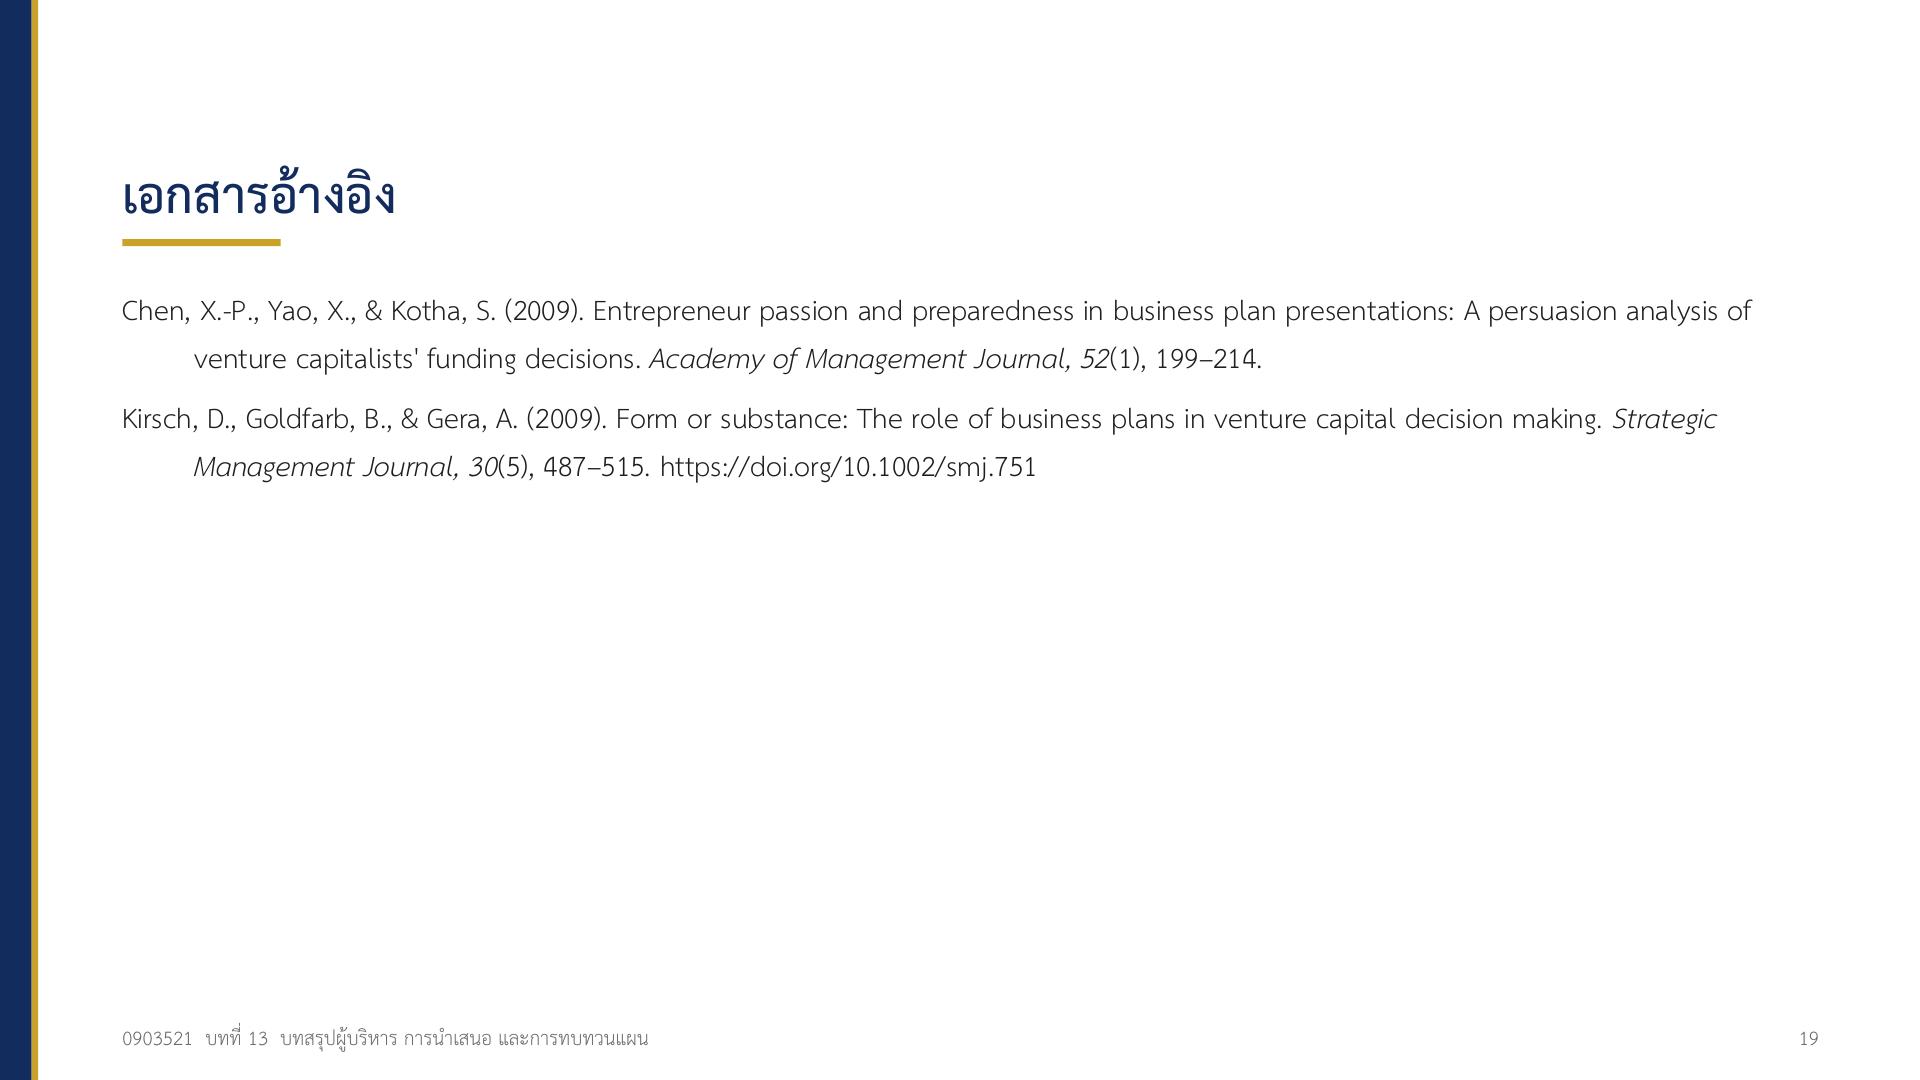 เอกสารอ้างอิง
Chen, X.-P., Yao, X., & Kotha, S. (2009). Entrepreneur passion and preparedness in business plan presentations: A persuasion analysis of
venture capitalists' funding decisions. Academy of Management Journal, 52(1), 199–214.
Kirsch, D., Goldfarb, B., & Gera, A. (2009). Form or substance: The role of business plans in venture capital decision making. Strategic
Management Journal, 30(5), 487–515. https://doi.org/10.1002/smj.751
0903521 บทที่ 13 บทสรุปผู้บริหาร การนำเสนอ และการทบทวนแผน
19